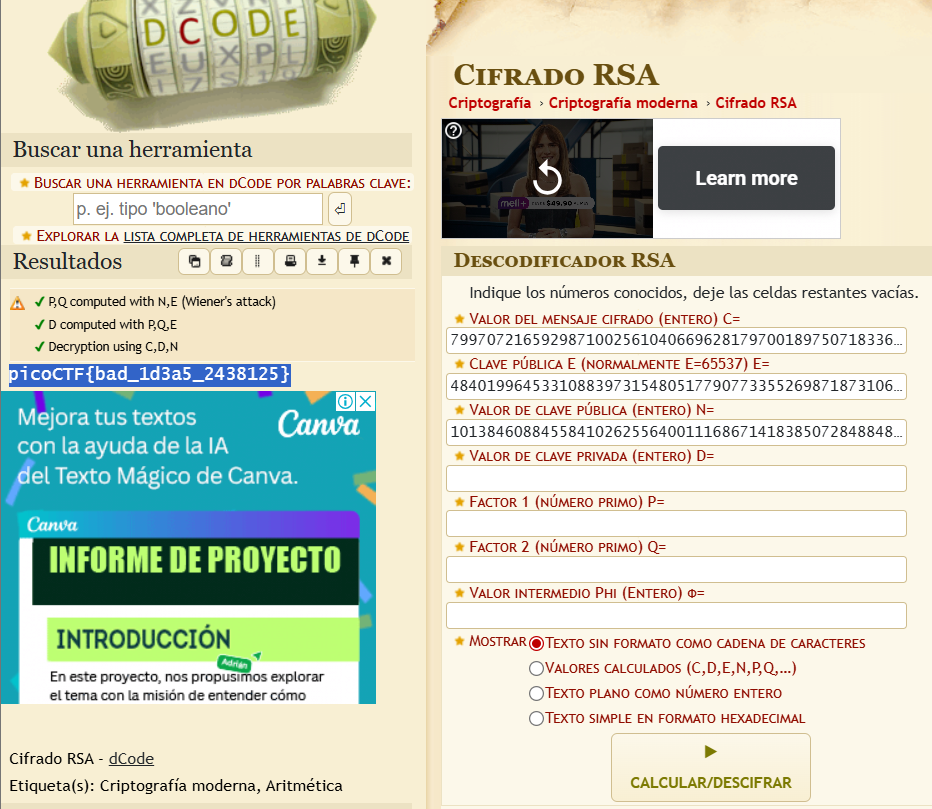 DCODE
Buscar una herramienta
BUSCAR UNA HERRAMIENTA EN DCODE POR PALABRAS CLAVE:
p. ej. tipo 'booleano'
EXPLORAR LA LISTA COMPLETA DE HERRAMIENTAS DE DCODE
Resultados
P,Q computed with N,E (Wiener's attack)
D computed with P,Q,E
Decryption using C,D,N
picoCTF{bad_1d3a5_2438125}
Mejora tus textos
con la ayuda de la IA
del Texto Mágico de Canva.
Canva
Canva
INFORME DE PROYECTO
INTRODUCCIÓN
Adrián
En este proyecto, nos propusimos explorar
el tema con la misión de entender cómo
Cifrado RSA - dCode
Etiqueta(s): Criptografía moderna, Aritmética
CIFRADO RSA
Criptografía › Criptografía moderna › Cifrado RSA
Learn more
meli+
$49.90
DESCODIFICADOR RSA
Indique los números conocidos, deje las celdas restantes vacías.
VALOR DEL MENSAJE CIFRADO (ENTERO) C=
7997072165929871002561040669628179700189750718336...
CLAVE PÚBLICA E (NORMALMENTE E=65537) E=
4840199645331088397315480517790773355269871873106...
VALOR DE CLAVE PÚBLICA (ENTERO) N=
10138460884558410262556400111686714183850728488​48...
VALOR DE CLAVE PRIVADA (ENTERO) D=
FACTOR 1 (NÚMERO PRIMO) P=
FACTOR 2 (NÚMERO PRIMO) Q=
VALOR INTERMEDIO PHI (ENTERO) Φ=
MOSTRAR TEXTO SIN FORMATO COMO CADENA DE CARACTERES
VALORES CALCULADOS (C,D,E,N,P,Q,...)
TEXTO PLANO COMO NÚMERO ENTERO
TEXTO SIMPLE EN FORMATO HEXADECIMAL
CALCULAR/DESCIFRAR